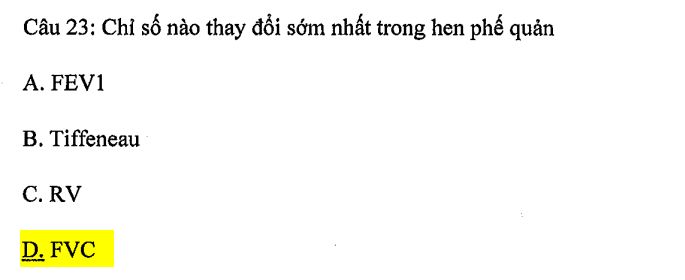 Câu 23: Chỉ số nào thay đổi sớm nhất trong hen phế quản
A. FEV1
B. Tiffeneau
C. RV
D. FVC